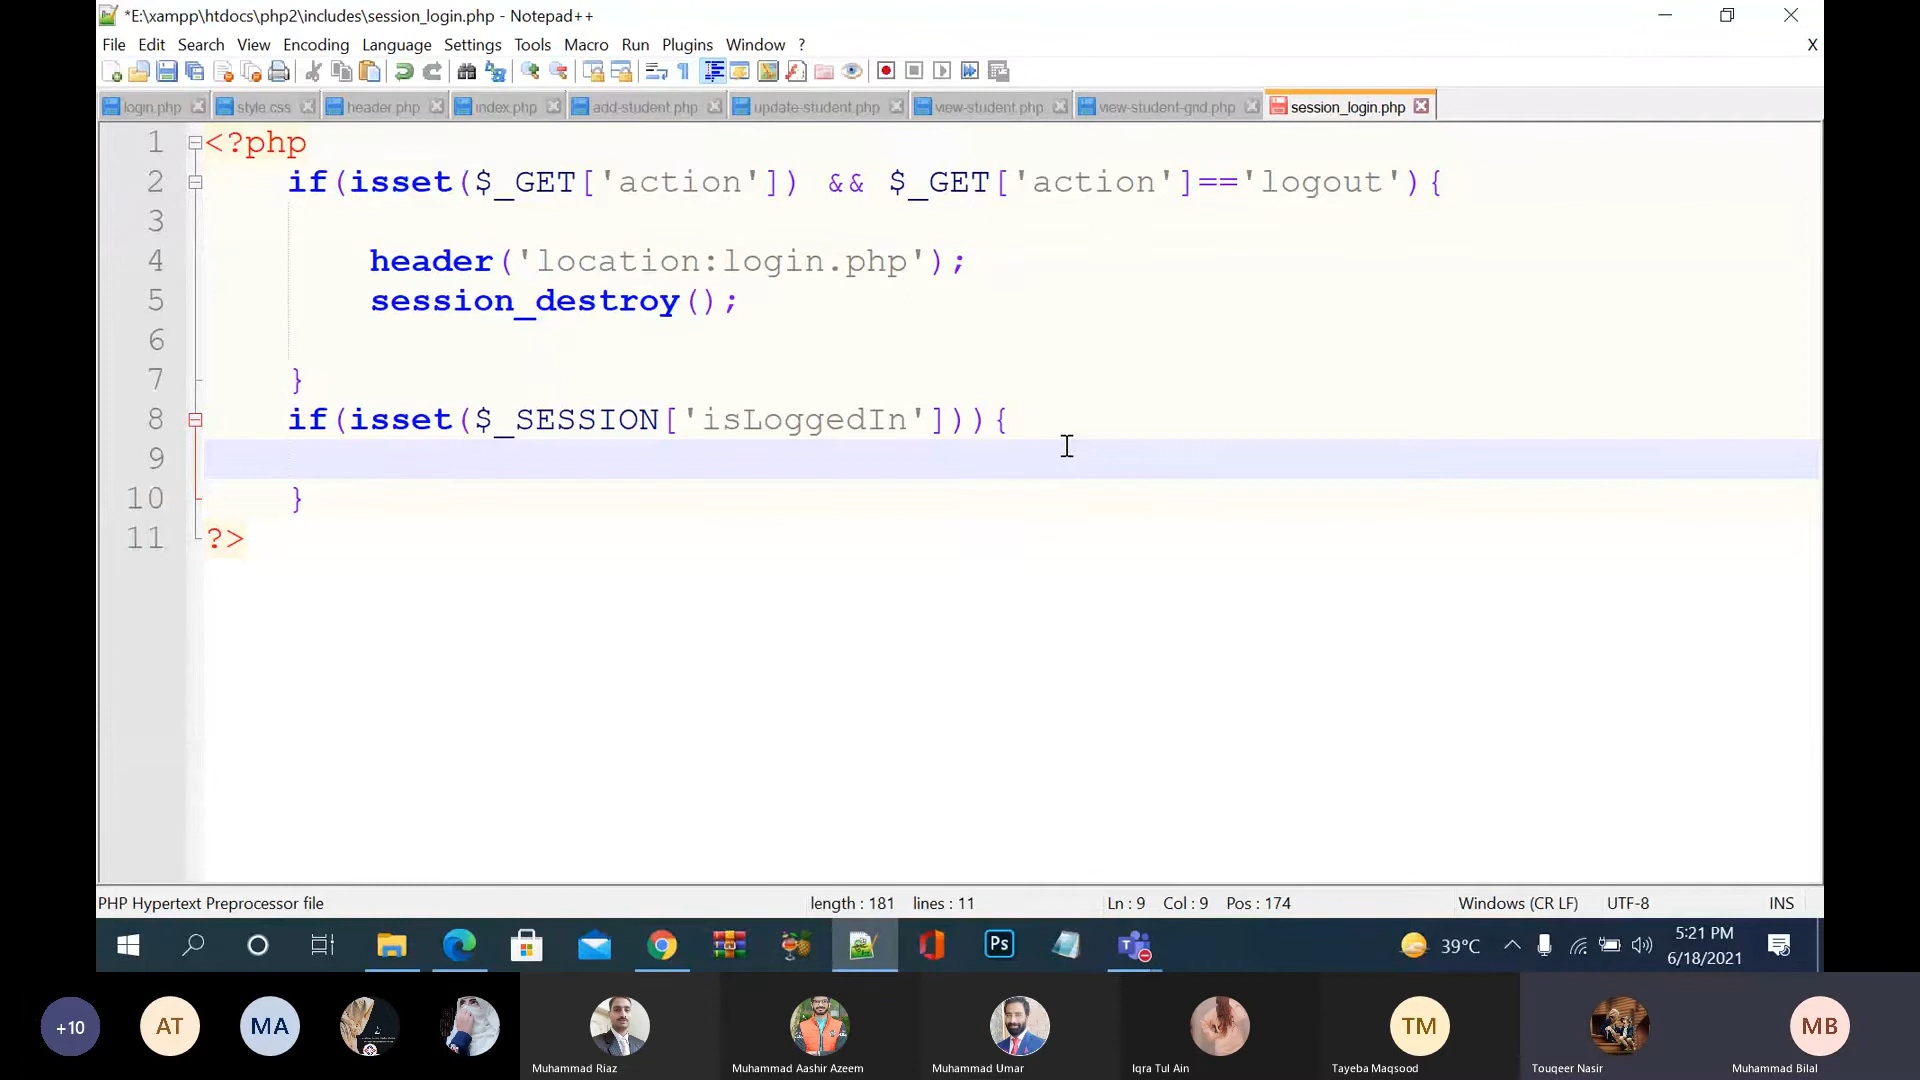 *E:\xampp\htdocs\php2\includes\session_login.php - Notepad++
File Edit Search View Encoding Language Settings Tools Macro Run Plugins Window ? X
login.php style.css header.php index.php add-student.php update-student.php view-student.php view-student-gnd.php session_login.php
1 <?php
2 if(isset($_GET['action']) && $_GET['action']=='logout'){
3
4 header('location:login.php');
5 session_destroy();
6
7 }
8 if(isset($_SESSION['isLoggedIn'])){
9
10 }
11 ?>
PHP Hypertext Preprocessor file length : 181 lines : 11 Ln : 9 Col : 9 Pos : 174 Windows (CR LF) UTF-8 INS
Ps 39°C 5:21 PM
6/18/2021
+10 AT MA TM MB
Muhammad Riaz Muhammad Aashir Azeem Muhammad Umar Iqra Tul Ain Tayeba Maqsood Touqeer Nasir Muhammad Bilal